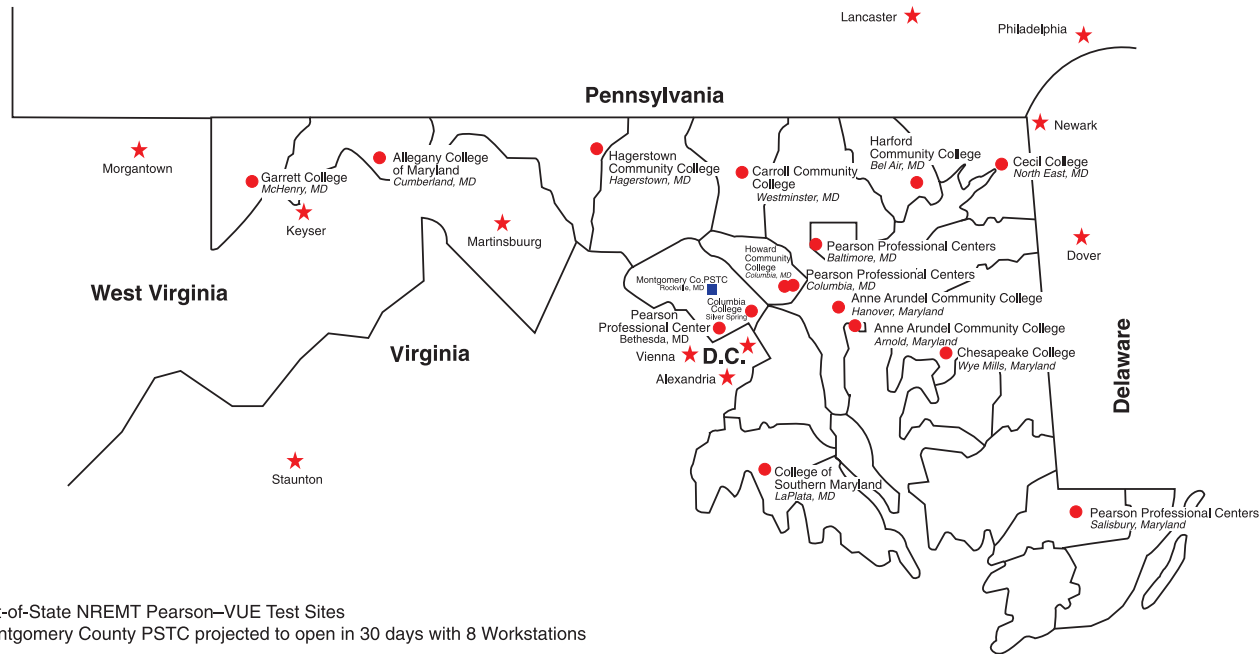 Lancaster
Philadelphia
Pennsylvania
Newark
Morgantown
Garrett College
McHenry, MD
Keyser
Allegany College
of Maryland
Cumberland, MD
Martinsbuurg
Hagerstown
Community College
Hagerstown, MD
Carroll Community
College
Westminster, MD
Harford
Community College
Bel Air, MD
Cecil College
North East, MD
Dover
Pearson Professional Centers
Baltimore, MD
Howard
Community
College
Columbia, MD
Pearson Professional Centers
Columbia, MD
Montgomery Co.PSTC
Rockville, MD
Columbia
College
Silver Spring
Pearson
Professional Center
Bethesda, MD
Anne Arundel Community College
Hanover, Maryland
Anne Arundel Community College
Arnold, Maryland
Chesapeake College
Wye Mills, Maryland
West Virginia
Virginia
Vienna
D.C.
Alexandria
Delaware
Staunton
College of
Southern Maryland
LaPlata, MD
Pearson Professional Centers
Salisbury, Maryland
t-of-State NREMT Pearson–VUE Test Sites
ntgomery County PSTC projected to open in 30 days with 8 Workstations